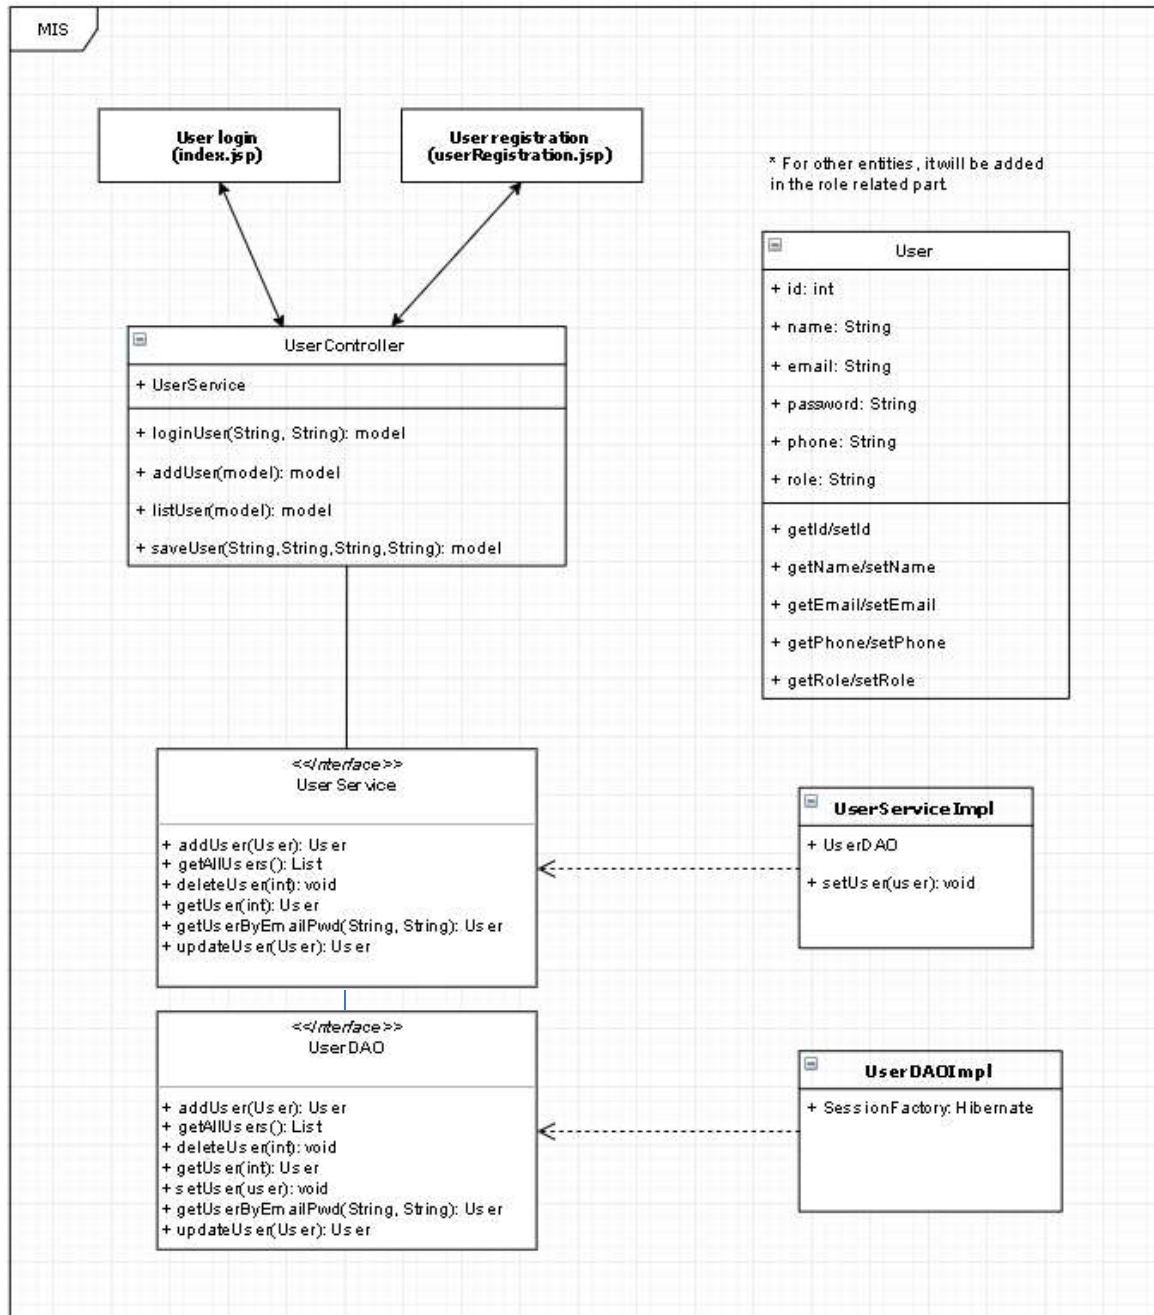 MIS
User login
(index.jsp)
User registration
(userRegistration.jsp)
* For other entities, it will be added
in the role related part.
User
+ id: int
+ name: String
+ email: String
+ password: String
+ phone: String
+ role: String
+ getId/setId
+ getName/setName
+ getEmail/setEmail
+ getPhone/setPhone
+ getRole/setRole
UserController
+ UserService
+ loginUser(String, String): model
+ addUser(model): model
+ listUser(model): model
+ saveUser(String,String,String,String): model
<<Interface>>
UserService
+ addUser(User): User
+ getAllUsers(): List
+ deleteUser(int): void
+ getUser(int): User
+ getUserByEmailPwd(String, String): User
+ updateUser(User): User
UserServiceImpl
+ UserDAO
+ setUser(user): void
<<Interface>>
UserDAO
+ addUser(User): User
+ getAllUsers(): List
+ deleteUser(int): void
+ getUser(int): User
+ setUser(user): void
+ getUserByEmailPwd(String, String): User
+ updateUser(User): User
UserDAOImpl
+ SessionFactory: Hibernate